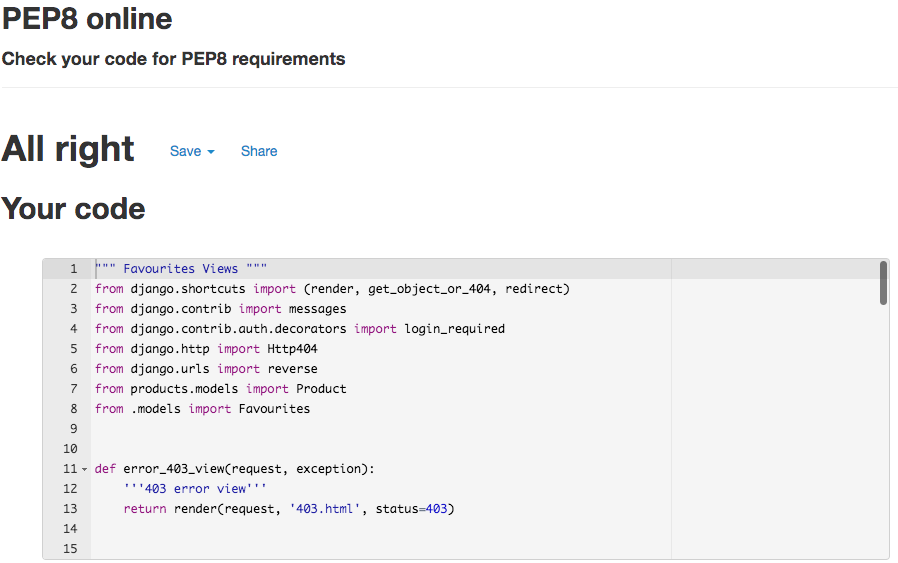 PEP8 online
Check your code for PEP8 requirements
All right Save Share
Your code
1 """ Favourites Views """
2 from django.shortcuts import (render, get_object_or_404, redirect)
3 from django.contrib import messages
4 from django.contrib.auth.decorators import login_required
5 from django.http import Http404
6 from django.urls import reverse
7 from products.models import Product
8 from .models import Favourites
9
10
11 def error_403_view(request, exception):
12     '''403 error view'''
13     return render(request, '403.html', status=403)
14
15